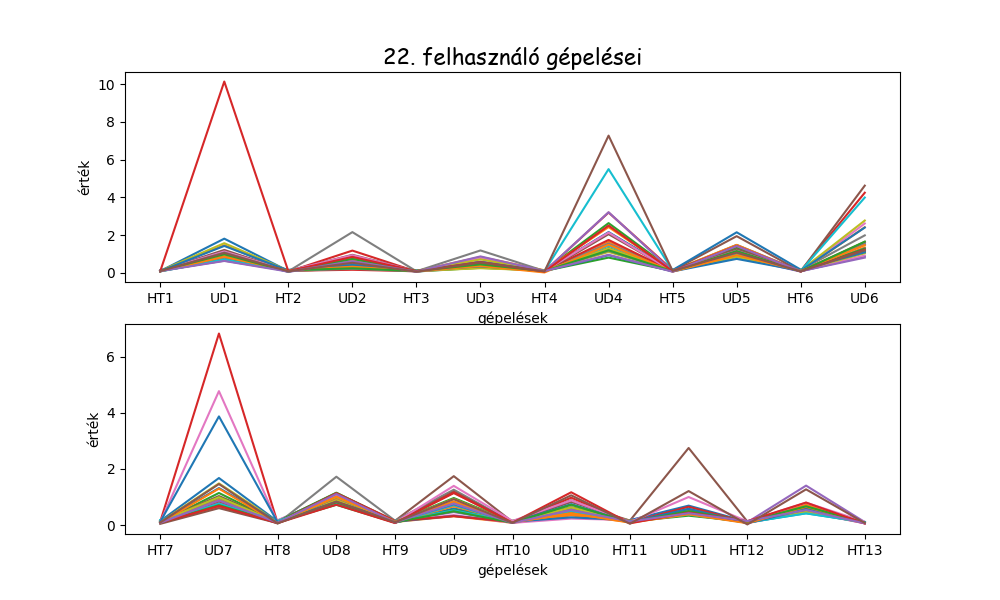 22. felhasználó gépelései
10
8
6
4
2
0
érték
HT1 UD1 HT2 UD2 HT3 UD3 HT4 UD4 HT5 UD5 HT6 UD6
gépelések
6
4
2
0
érték
HT7 UD7 HT8 UD8 HT9 UD9 HT10 UD10 HT11 UD11 HT12 UD12 HT13
gépelések